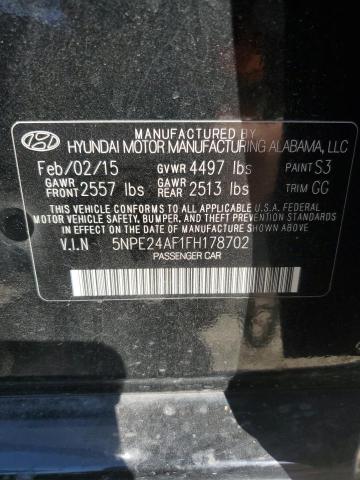 MANUFACTURED BY
HYUNDAI MOTOR MANUFACTURING ALABAMA, LLC
Feb/02/15 GVWR 4497 lbs PAINT S3
GAWR FRONT 2557 lbs GAWR REAR 2513 lbs TRIM GG
THIS VEHICLE CONFORMS TO ALL APPLICABLE U.S.A. FEDERAL
MOTOR VEHICLE SAFETY, BUMPER, AND THEFT PREVENTION STANDARDS
IN EFFECT ON THE DATE OF MANUFACTURE SHOWN ABOVE.
V.I.N 5NPE24AF1FH178702
PASSENGER CAR